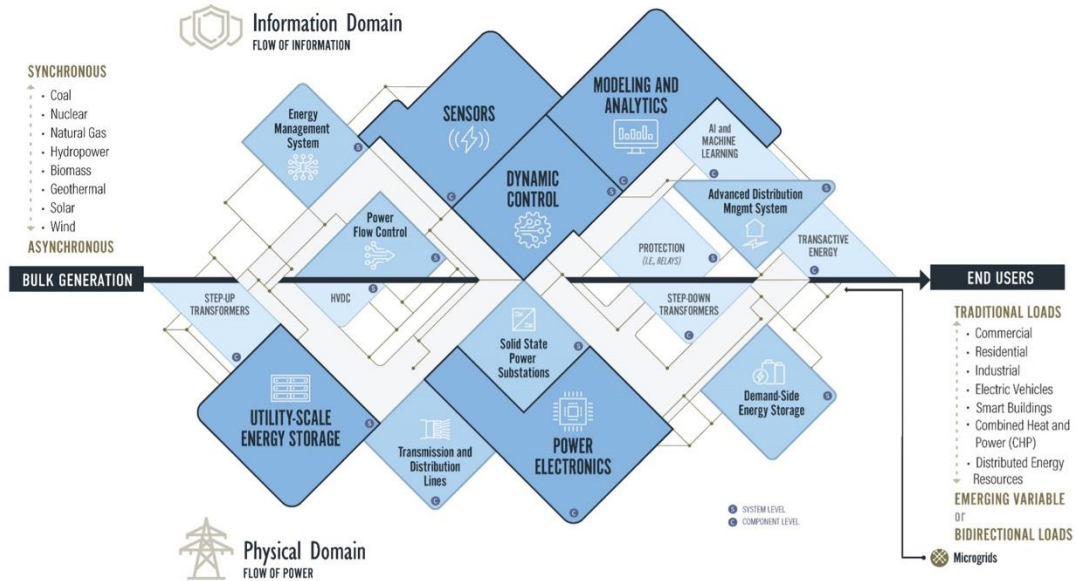 Information Domain
FLOW OF INFORMATION
SYNCHRONOUS
• Coal
• Nuclear
• Natural Gas
• Hydropower
• Biomass
• Geothermal
• Solar
• Wind
ASYNCHRONOUS
BULK GENERATION
Energy
Management
System
S
SENSORS
C
MODELING AND
ANALYTICS
C
DYNAMIC
CONTROL
S
AI and
MACHINE
LEARNING
C
Advanced Distribution
Mngmt System
S
Power
Flow Control
S
PROTECTION
(I.E., RELAYS)
S
TRANSACTIVE
ENERGY
C
STEP-UP
TRANSFORMERS
C
HVDC
S
STEP-DOWN
TRANSFORMERS
C
Solid State
Power
Substations
S
UTILITY-SCALE
ENERGY STORAGE
S
Transmission and
Distribution
Lines
C
POWER
ELECTRONICS
C
Demand-Side
Energy Storage
S
END USERS
TRADITIONAL LOADS
• Commercial
• Residential
• Industrial
• Electric Vehicles
• Smart Buildings
• Combined Heat and
Power (CHP)
• Distributed Energy
Resources
EMERGING VARIABLE
or
BIDIRECTIONAL LOADS
Microgrids
S SYSTEM LEVEL
C COMPONENT LEVEL
Physical Domain
FLOW OF POWER